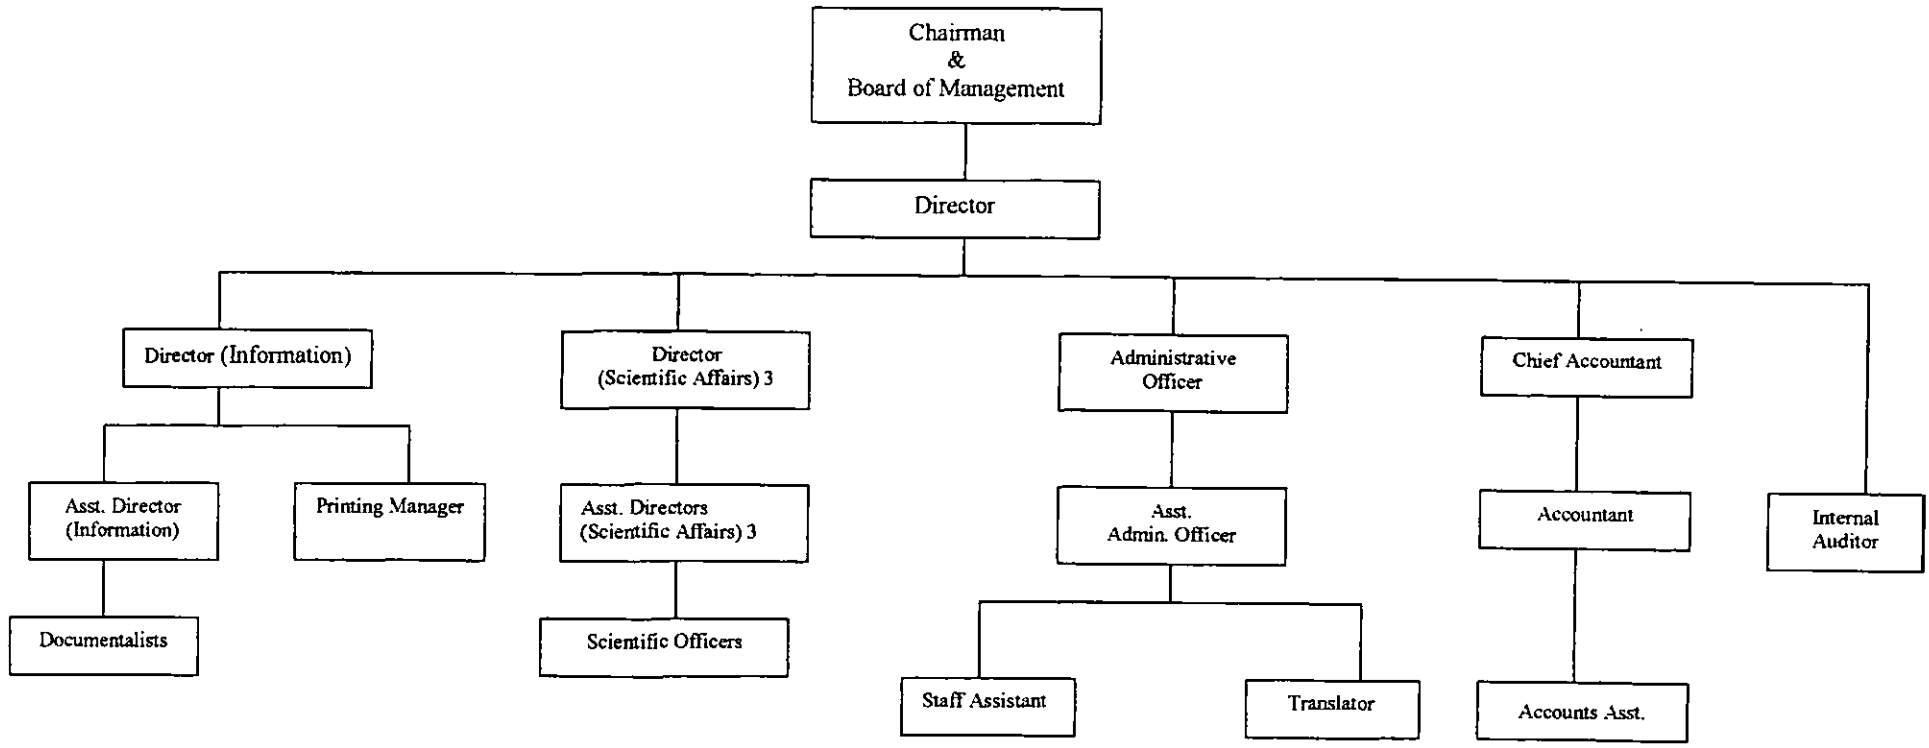 Chairman
&
Board of Management
Director
Director (Information)
Director
(Scientific Affairs) 3
Administrative
Officer
Chief Accountant
Asst. Director
(Information)
Printing Manager
Asst. Directors
(Scientific Affairs) 3
Asst.
Admin. Officer
Accountant
Internal
Auditor
Documentalists
Scientific Officers
Staff Assistant
Translator
Accounts Asst.